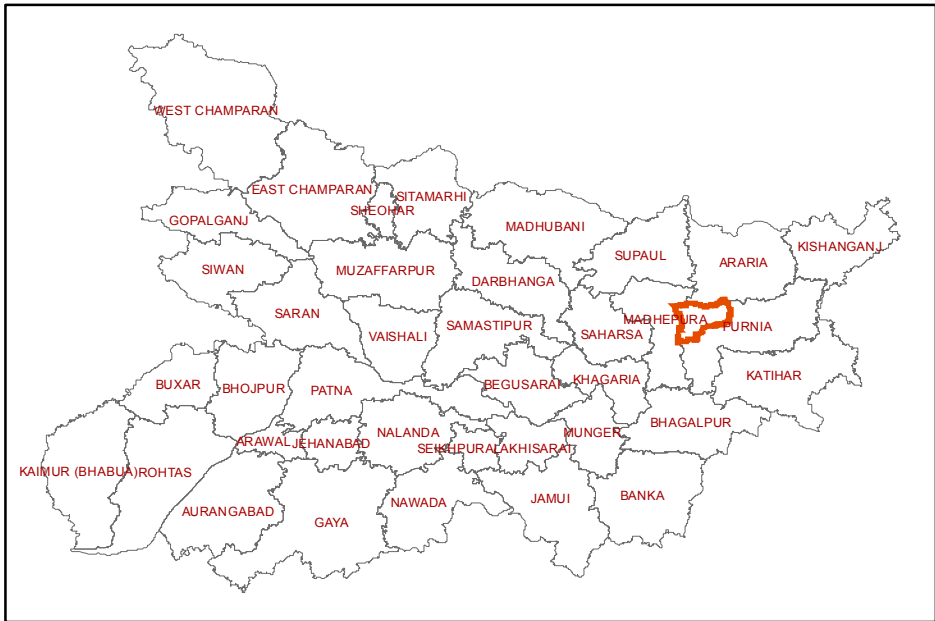 WEST CHAMPARAN
EAST CHAMPARAN
SITAMARHI
SHEOHAR
GOPALGANJ
MADHUBANI
KISHANGANJ
SUPAUL
ARARIA
SIWAN
MUZAFFARPUR
DARBHANGA
SARAN
MADHEPURA
SAMASTIPUR
PURNIA
SAHARSA
VAISHALI
KATIHAR
KHAGARIA
BUXAR
BHOJPUR
PATNA
BEGUSARAI
BHAGALPUR
NALANDA
MUNGER
ARAWAL
JEHANABAD
SEIKHPURA
LAKHISARAI
KAIMUR (BHABUA)
ROHTAS
BANKA
JAMUI
NAWADA
AURANGABAD
GAYA